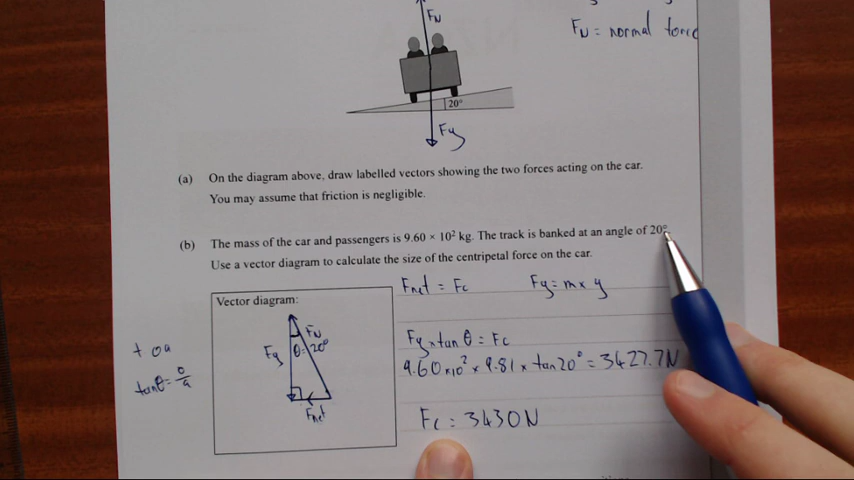 FN
FN = normal force
20°
Fg
(a) On the diagram above, draw labelled vectors showing the two forces acting on the car.
You may assume that friction is negligible.
(b) The mass of the car and passengers is 9.60 × 10² kg. The track is banked at an angle of 20°.
Use a vector diagram to calculate the size of the centripetal force on the car.
Fnet = Fc Fg = m × g
Vector diagram:
FN
Fg × tan θ = Fc
Fg θ=20°
toa
9.60×10² × 9.81 × tan 20° = 3427.7N
tanθ = o/a
Fnet
Fc = 3430N